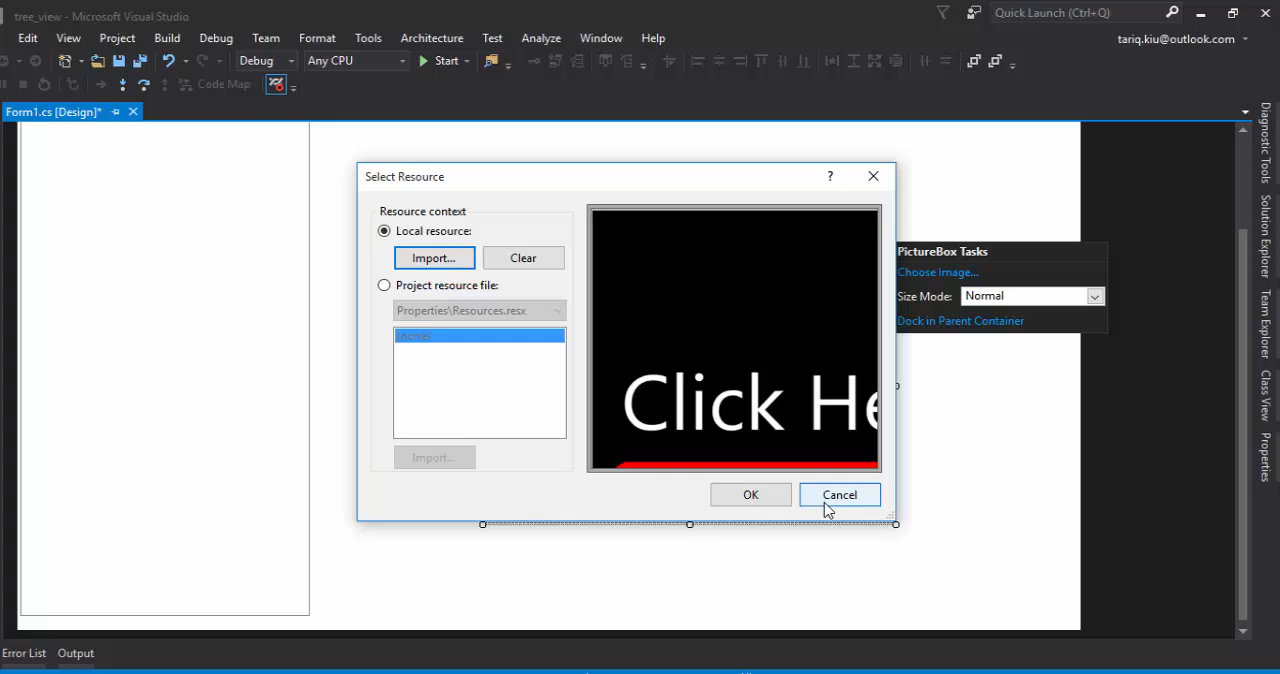 tree_view - Microsoft Visual Studio
Quick Launch (Ctrl+Q)
Edit View Project Build Debug Team Format Tools Architecture Test Analyze Window Help
tariq.kiu@outlook.com
Debug Any CPU Start
Code Map
Form1.cs [Design]*
Select Resource
?
Resource context
Local resource:
Import... Clear
Project resource file:
Properties\Resources.resx
(none)
Import...
Click He
OK Cancel
PictureBox Tasks
Choose Image...
Size Mode: Normal
Dock in Parent Container
Diagnostic Tools
Solution Explorer
Team Explorer
Class View
Properties
Error List Output